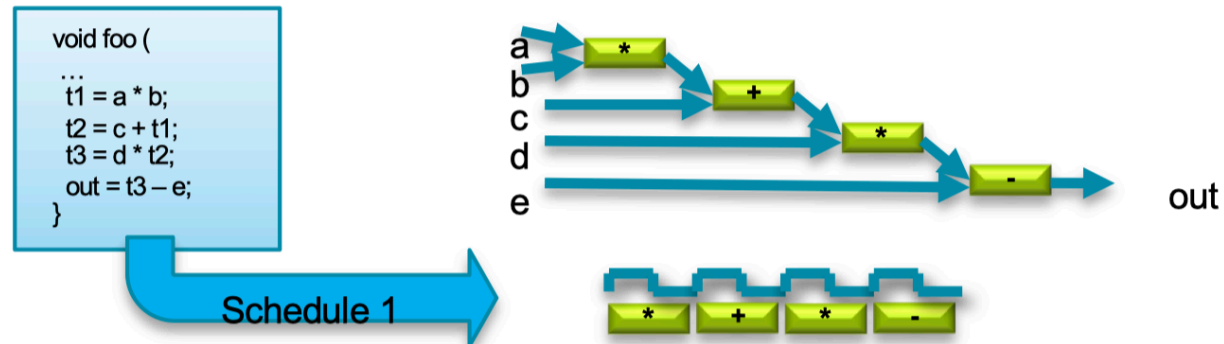 void foo (
…
t1 = a * b;
t2 = c + t1;
t3 = d * t2;
out = t3 – e;
}
a
b
c
d
e
*
+
*
-
out
Schedule 1
* + * -